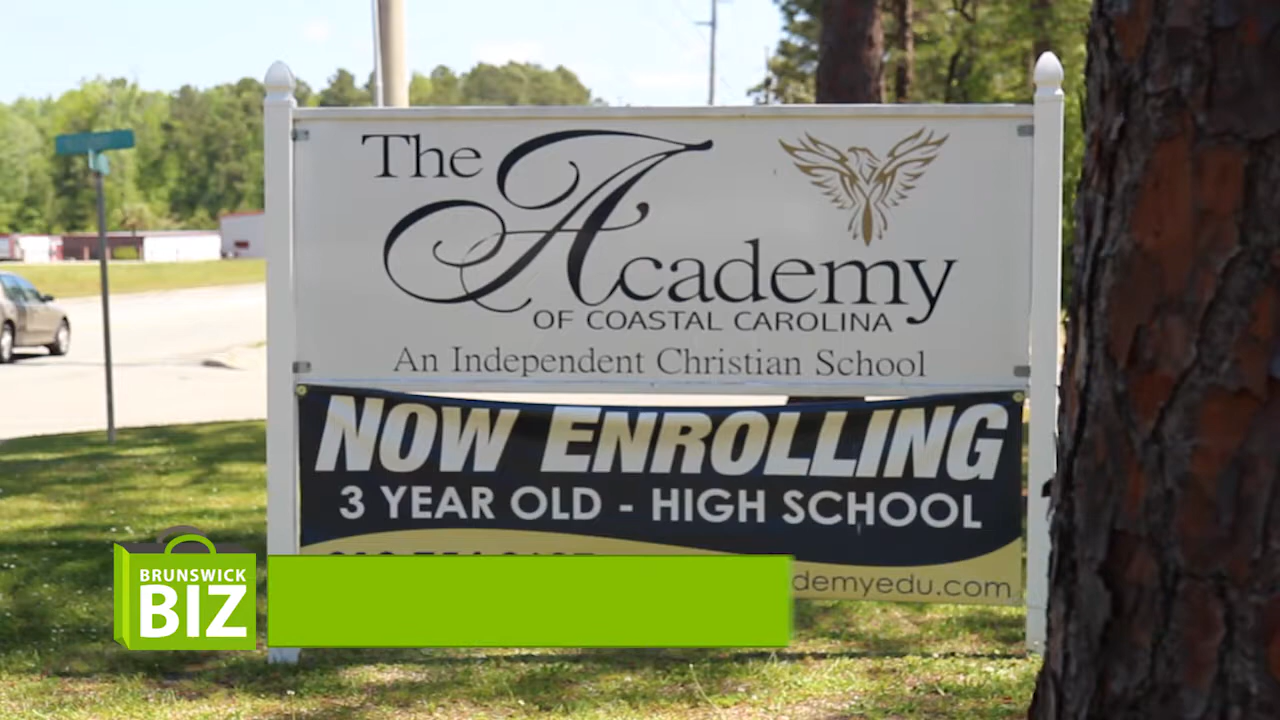 The Academy
OF COASTAL CAROLINA
An Independent Christian School
NOW ENROLLING
3 YEAR OLD - HIGH SCHOOL
demyedu.com
BRUNSWICK
BIZ